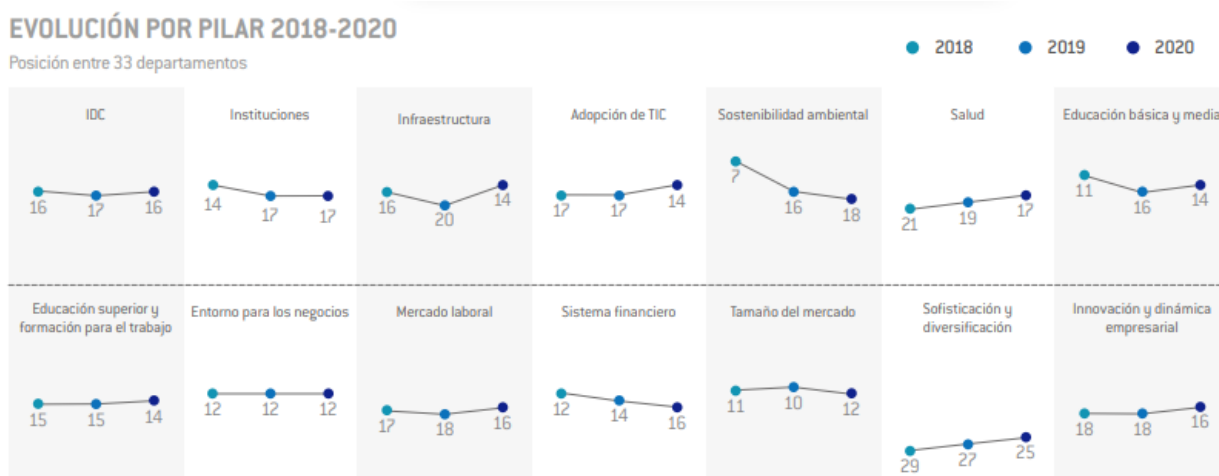 EVOLUCIÓN POR PILAR 2018-2020
Posición entre 33 departamentos
2018 2019 2020
IDC
16 17 16
Instituciones
14 17 17
Infraestructura
16 20 14
Adopción de TIC
17 17 14
Sostenibilidad ambiental
7 16 18
Salud
21 19 17
Educación básica y media
11 16 14
Educación superior y
formación para el trabajo
15 15 14
Entorno para los negocios
12 12 12
Mercado laboral
17 18 16
Sistema financiero
12 14 16
Tamaño del mercado
11 10 12
Sofisticación y
diversificación
29 27 25
Innovación y dinámica
empresarial
18 18 16